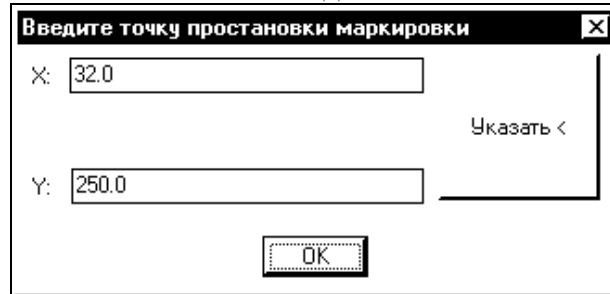 Введите точку простановки маркировки
X: 32.0
Указать <
Y: 250.0
OK